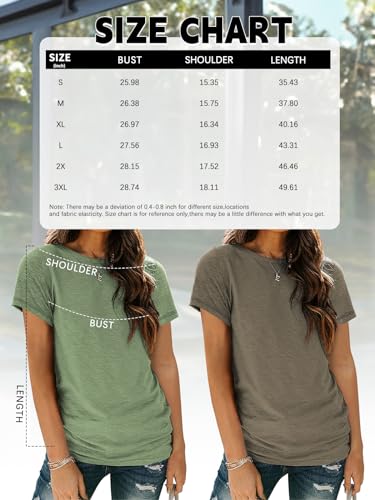 SIZE CHART
SIZE (inch) BUST SHOULDER LENGTH
S 25.98 15.35 35.43
M 26.38 15.75 37.80
XL 26.97 16.34 40.16
L 27.56 16.93 43.31
2X 28.15 17.52 46.46
3XL 28.74 18.11 49.61
Note: There may be a deviation of 0.4-0.8 inch for different size,locations
and fabric elasticity. Size chart is for reference only,there may be a little difference with what you get.
SHOULDER
BUST
LENGTH